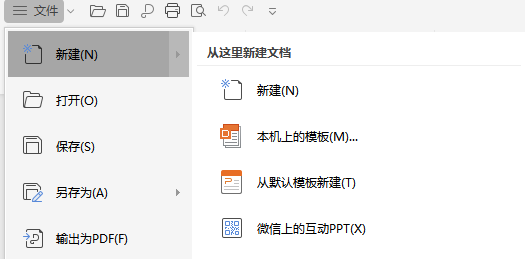 文件
新建(N)
打开(O)
保存(S)
另存为(A)
输出为PDF(F)
从这里新建文档
新建(N)
本机上的模板(M)...
从默认模板新建(T)
微信上的互动PPT(X)